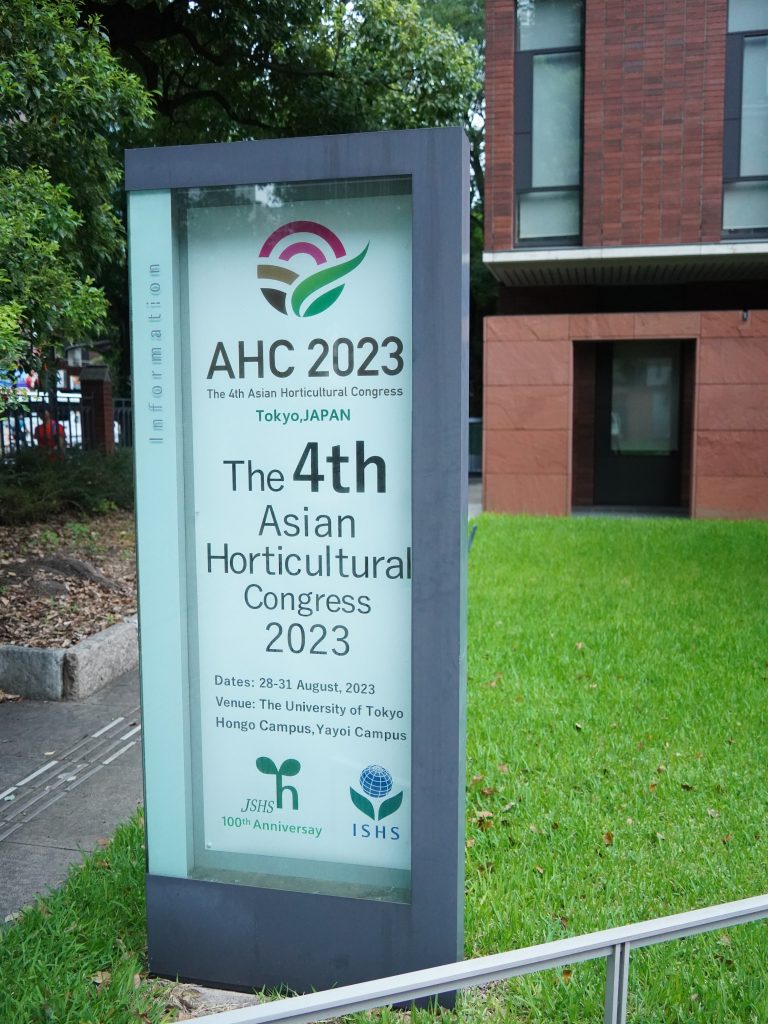 Information
AHC 2023
The 4th Asian Horticultural Congress
Tokyo,JAPAN
The 4th
Asian
Horticultural
Congress
2023
Dates: 28-31 August, 2023
Venue: The University of Tokyo
Hongo Campus,Yayoi Campus
h
JSHS
100th Anniversay
ISHS